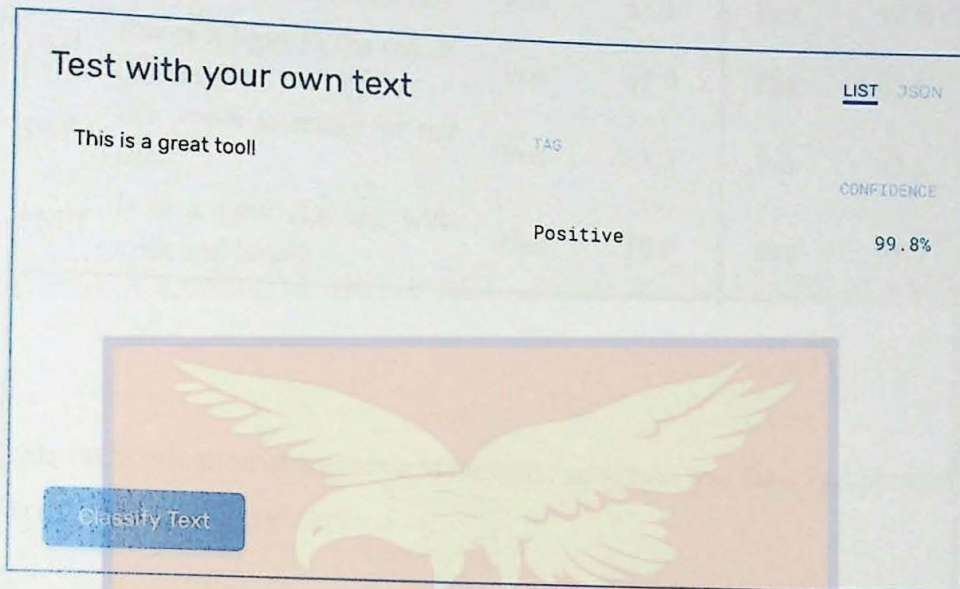 Test with your own text
LIST JSON
This is a great tool!
TAG
CONFIDENCE
Positive 99.8%
Classify Text